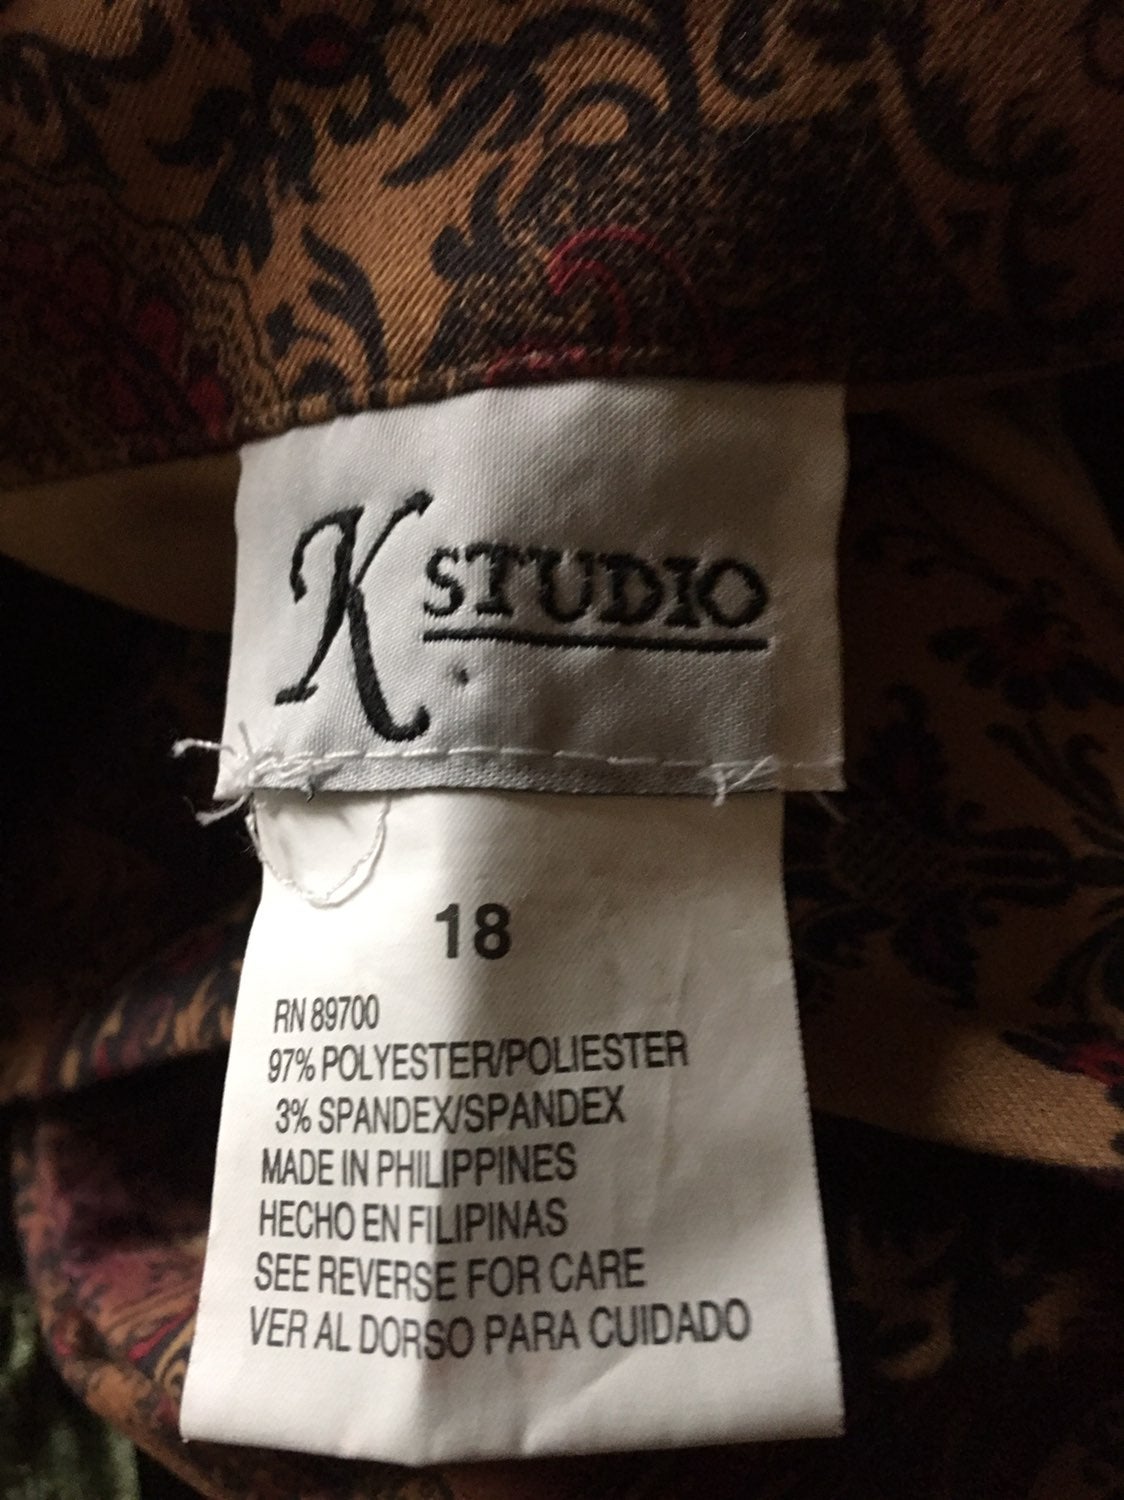 K STUDIO
18
RN 89700
97% POLYESTER/POLIESTER
3% SPANDEX/SPANDEX
MADE IN PHILIPPINES
HECHO EN FILIPINAS
SEE REVERSE FOR CARE
VER AL DORSO PARA CUIDADO